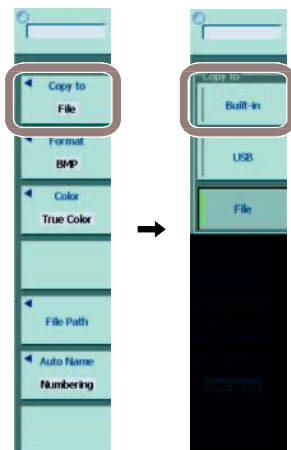 Copy to
File
Format
BMP
Color
True Color
File Path
Auto Name
Numbering
Copy to
Built-in
USB
File
Numbering